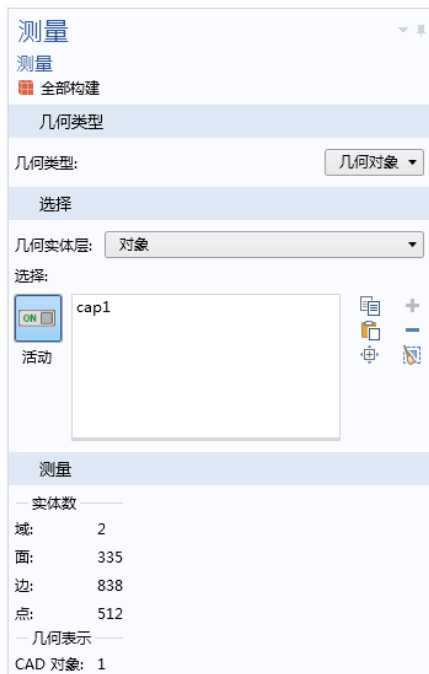 测量
测量
全部构建
几何类型
几何类型: 几何对象
选择
几何实体层: 对象
选择:
ON
cap1
活动
测量
实体数
域: 2
面: 335
边: 838
点: 512
几何表示
CAD 对象: 1